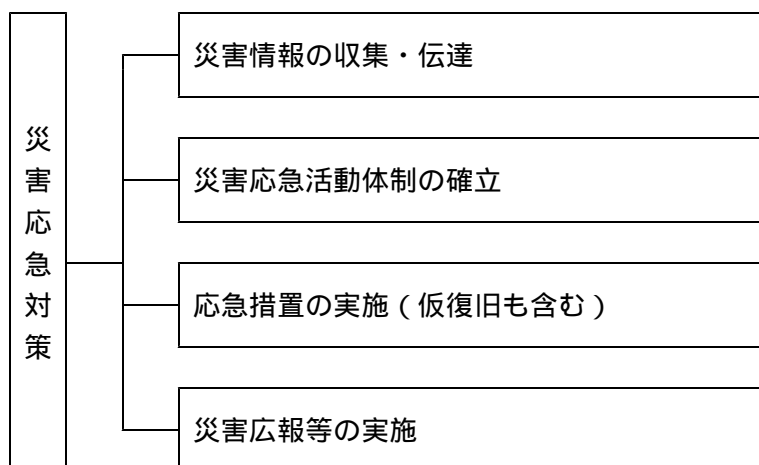 災害応急対策
災害情報の収集・伝達
災害応急活動体制の確立
応急措置の実施（仮復旧も含む）
災害広報等の実施